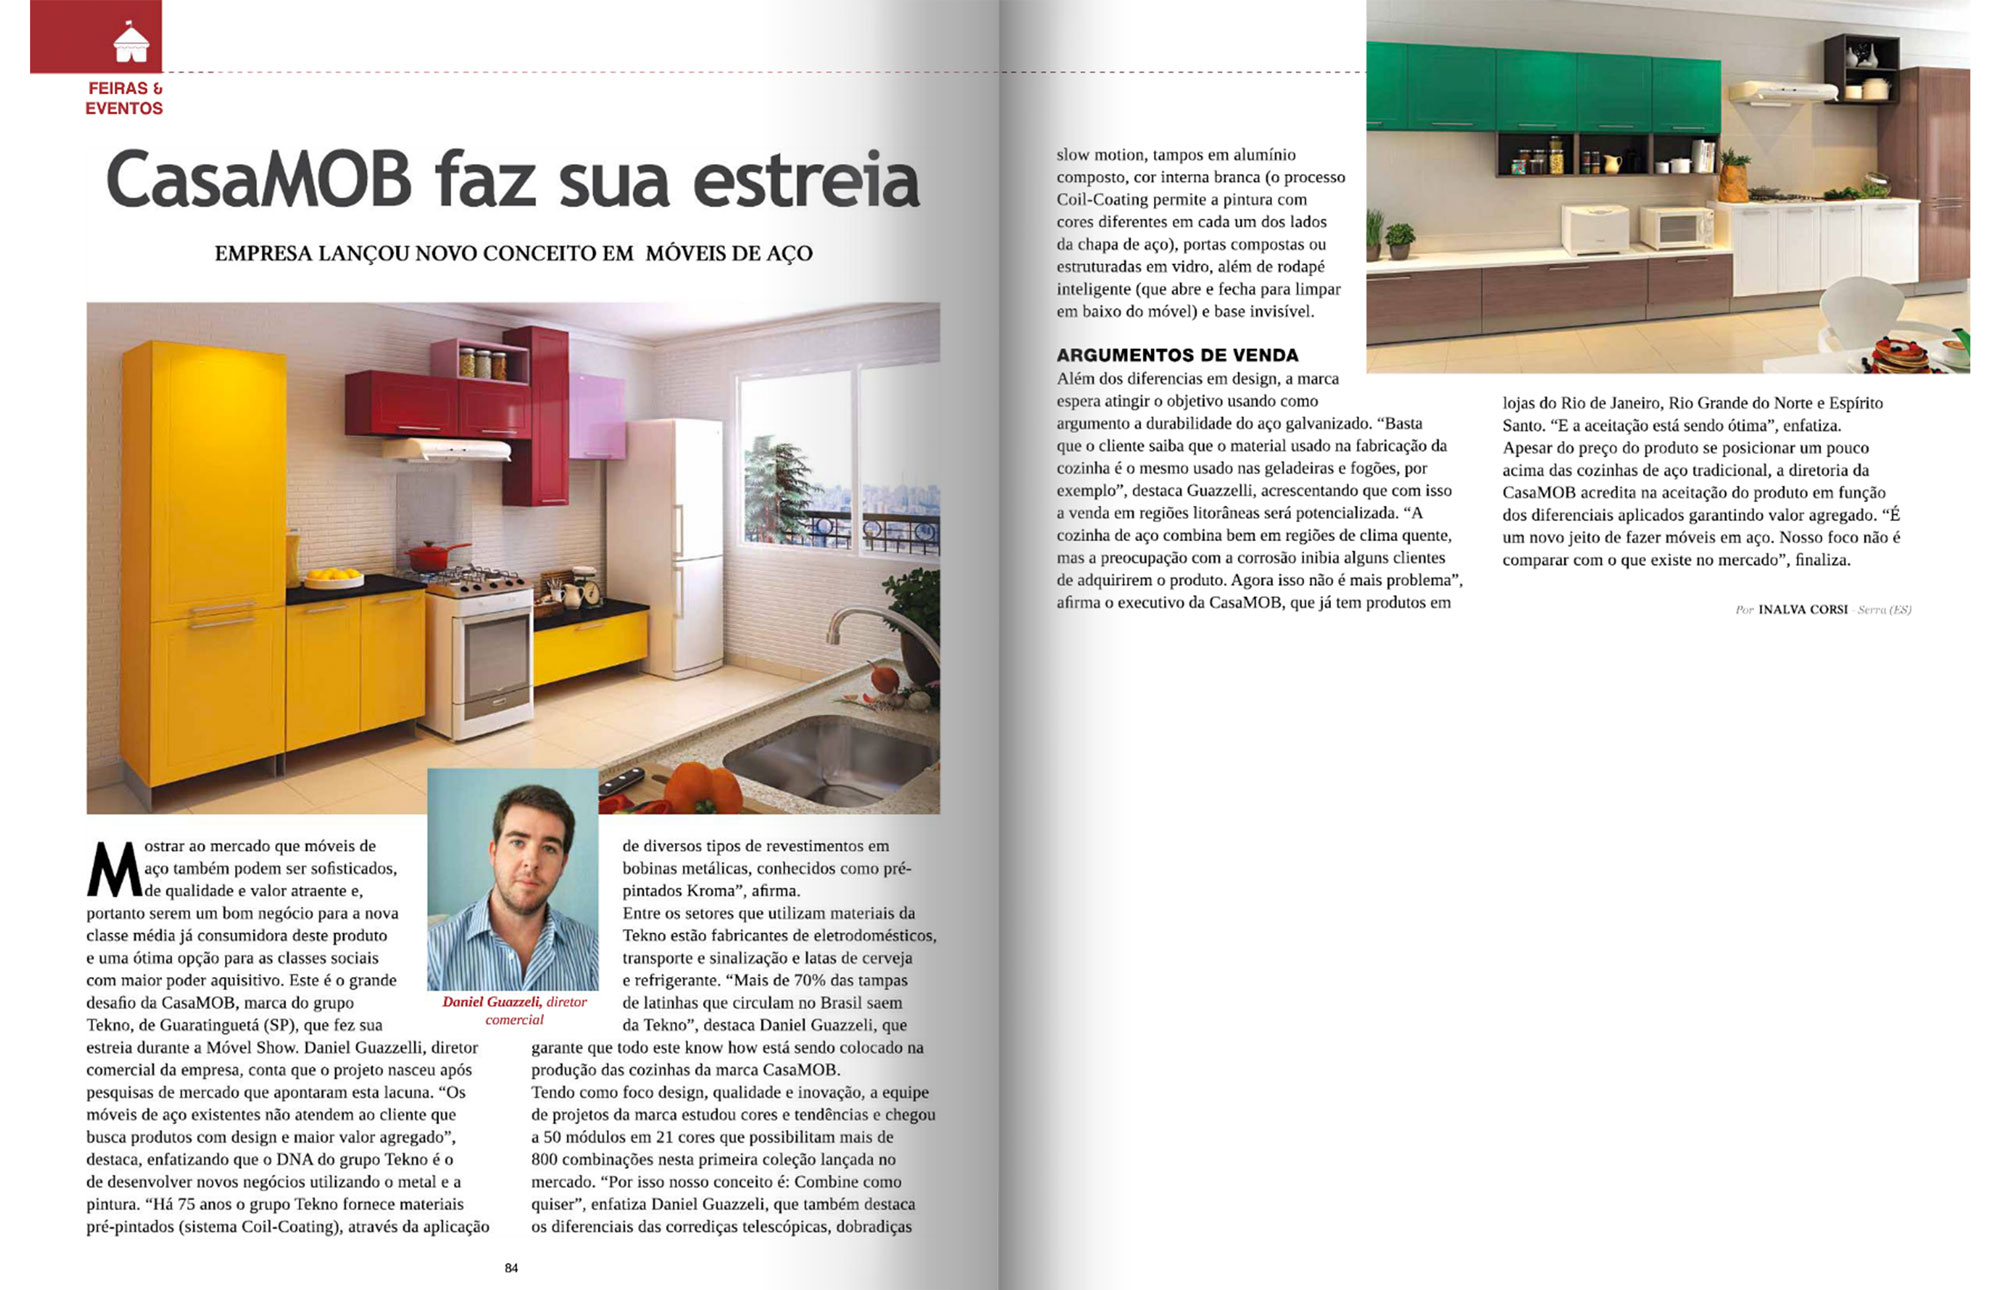 FEIRAS &
EVENTOS
CasaMOB faz sua estreia
EMPRESA LANÇOU NOVO CONCEITO EM MÓVEIS DE AÇO
Mostrar ao mercado que móveis de
aço também podem ser sofisticados,
de qualidade e valor atraente e,
portanto serem um bom negócio para a nova
classe média já consumidora deste produto
e uma ótima opção para as classes sociais
com maior poder aquisitivo. Este é o grande
desafio da CasaMOB, marca do grupo
Tekno, de Guaratinguetá (SP), que fez sua
estreia durante a Móvel Show. Daniel Guazzelli, diretor
comercial da empresa, conta que o projeto nasceu após
pesquisas de mercado que apontaram esta lacuna. “Os
móveis de aço existentes não atendem ao cliente que
busca produtos com design e maior valor agregado”,
destaca, enfatizando que o DNA do grupo Tekno é o
de desenvolver novos negócios utilizando o metal e a
pintura. “Há 75 anos o grupo Tekno fornece materiais
pré-pintados (sistema Coil-Coating), através da aplicação
Daniel Guazzeli, diretor
comercial
de diversos tipos de revestimentos em
bobinas metálicas, conhecidos como pré-
pintados Kroma”, afirma.
Entre os setores que utilizam materiais da
Tekno estão fabricantes de eletrodomésticos,
transporte e sinalização e latas de cerveja
e refrigerante. “Mais de 70% das tampas
de latinhas que circulam no Brasil saem
da Tekno”, destaca Daniel Guazzeli, que
garante que todo este know how está sendo colocado na
produção das cozinhas da marca CasaMOB.
Tendo como foco design, qualidade e inovação, a equipe
de projetos da marca estudou cores e tendências e chegou
a 50 módulos em 21 cores que possibilitam mais de
800 combinações nesta primeira coleção lançada no
mercado. “Por isso nosso conceito é: Combine como
quiser”, enfatiza Daniel Guazzeli, que também destaca
os diferenciais das corrediças telescópicas, dobradiças
84
slow motion, tampos em alumínio
composto, cor interna branca (o processo
Coil-Coating permite a pintura com
cores diferentes em cada um dos lados
da chapa de aço), portas compostas ou
estruturadas em vidro, além de rodapé
inteligente (que abre e fecha para limpar
em baixo do móvel) e base invisível.
ARGUMENTOS DE VENDA
Além dos diferencias em design, a marca
espera atingir o objetivo usando como
argumento a durabilidade do aço galvanizado. “Basta
que o cliente saiba que o material usado na fabricação da
cozinha é o mesmo usado nas geladeiras e fogões, por
exemplo”, destaca Guazzelli, acrescentando que com isso
a venda em regiões litorâneas será potencializada. “A
cozinha de aço combina bem em regiões de clima quente,
mas a preocupação com a corrosão inibia alguns clientes
de adquirirem o produto. Agora isso não é mais problema”,
afirma o executivo da CasaMOB, que já tem produtos em
lojas do Rio de Janeiro, Rio Grande do Norte e Espírito
Santo. “E a aceitação está sendo ótima”, enfatiza.
Apesar do preço do produto se posicionar um pouco
acima das cozinhas de aço tradicional, a diretoria da
CasaMOB acredita na aceitação do produto em função
dos diferenciais aplicados garantindo valor agregado. “É
um novo jeito de fazer móveis em aço. Nosso foco não é
comparar com o que existe no mercado”, finaliza.
Por INALVA CORSI - Serra (ES)